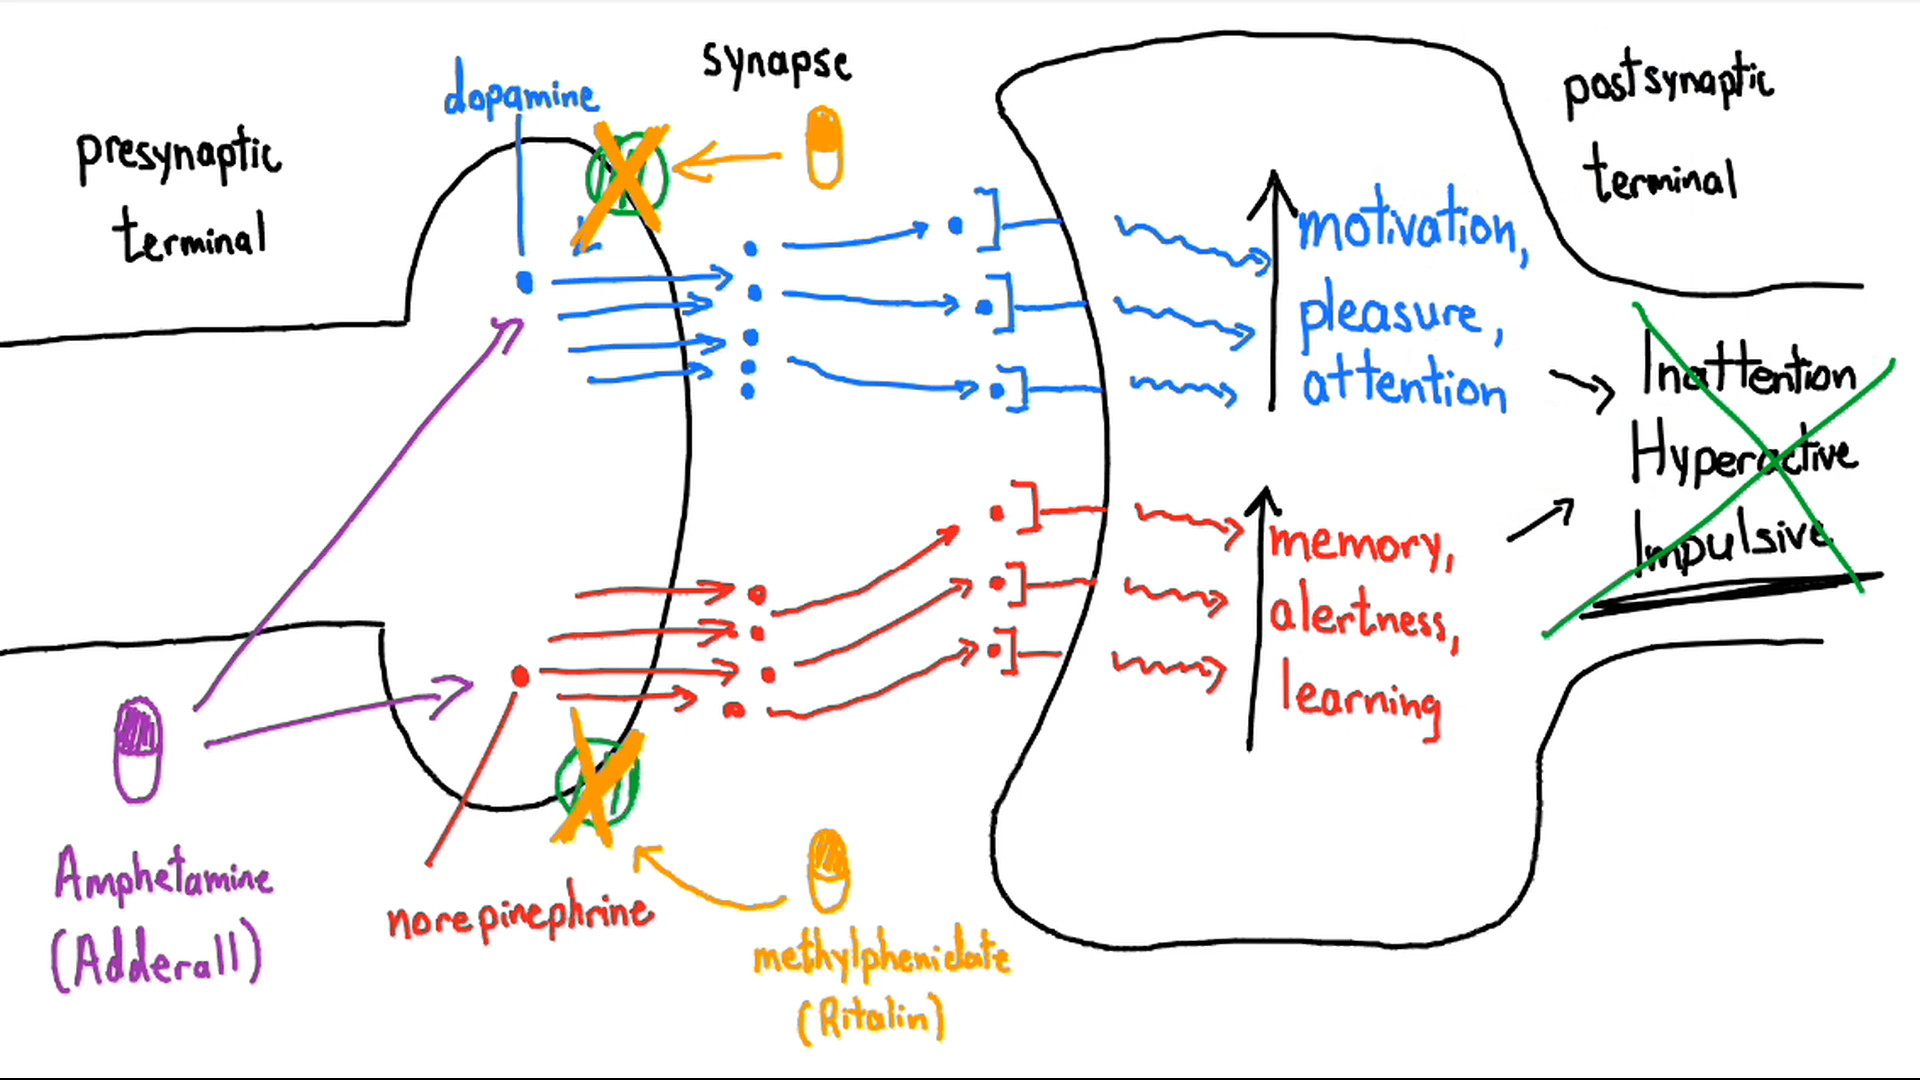 presynaptic
terminal
dopamine
synapse
postsynaptic
terminal
motivation,
pleasure,
attention
memory,
alertness,
learning
Inattention
Hyperactive
Impulsive
Amphetamine
(Adderall)
norepinephrine
methylphenidate
(Ritalin)